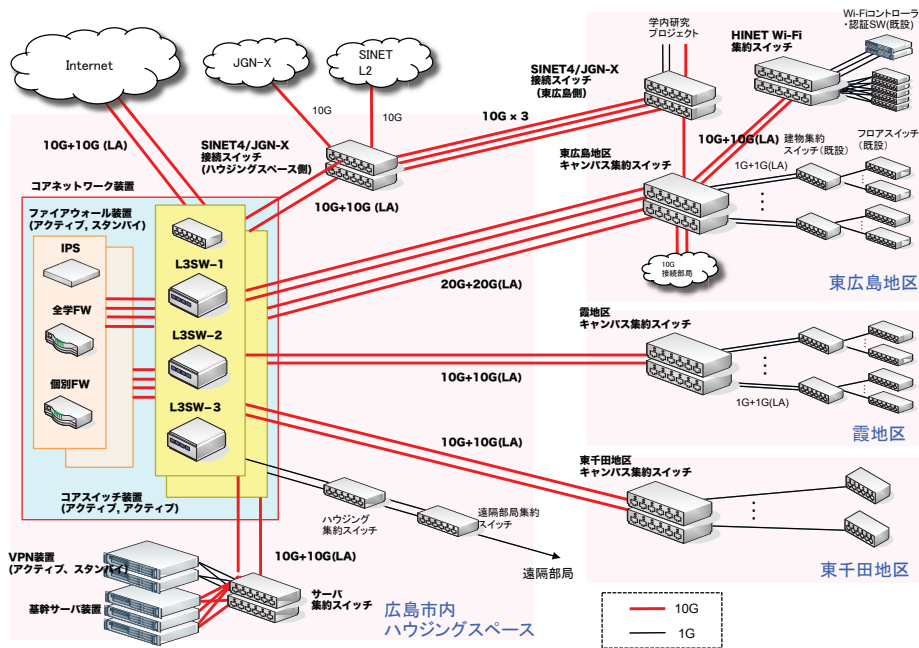 Internet
JGN-X
SINET
L2
10G
10G
10G+10G (LA)
SINET4/JGN-X
接続スイッチ
(ハウジングスペース側)
10G+10G (LA)
10G × 3
学内研究
プロジェクト
SINET4/JGN-X
接続スイッチ
(東広島側)
HINET Wi-Fi
集約スイッチ
Wi-Fiコントローラ
・認証SW(既設)
10G+10G(LA)
東広島地区
キャンパス集約スイッチ
建物集約
スイッチ(既設)
フロアスイッチ
(既設)
1G+1G(LA)
10G
接続部局
1G+1G(LA)
東広島地区
コアネットワーク装置
ファイアウォール装置
(アクティブ, スタンバイ)
IPS
全学FW
個別FW
L3SW−1
L3SW−2
L3SW−3
コアスイッチ装置
(アクティブ, アクティブ)
20G+20G(LA)
10G+10G(LA)
霞地区
キャンパス集約スイッチ
1G+1G(LA)
霞地区
10G+10G(LA)
東千田地区
キャンパス集約スイッチ
東千田地区
ハウジング
集約スイッチ
遠隔部局集約
スイッチ
遠隔部局
10G+10G(LA)
VPN装置
(アクティブ、スタンバイ)
基幹サーバ装置
サーバ
集約スイッチ
広島市内
ハウジングスペース
10G
1G